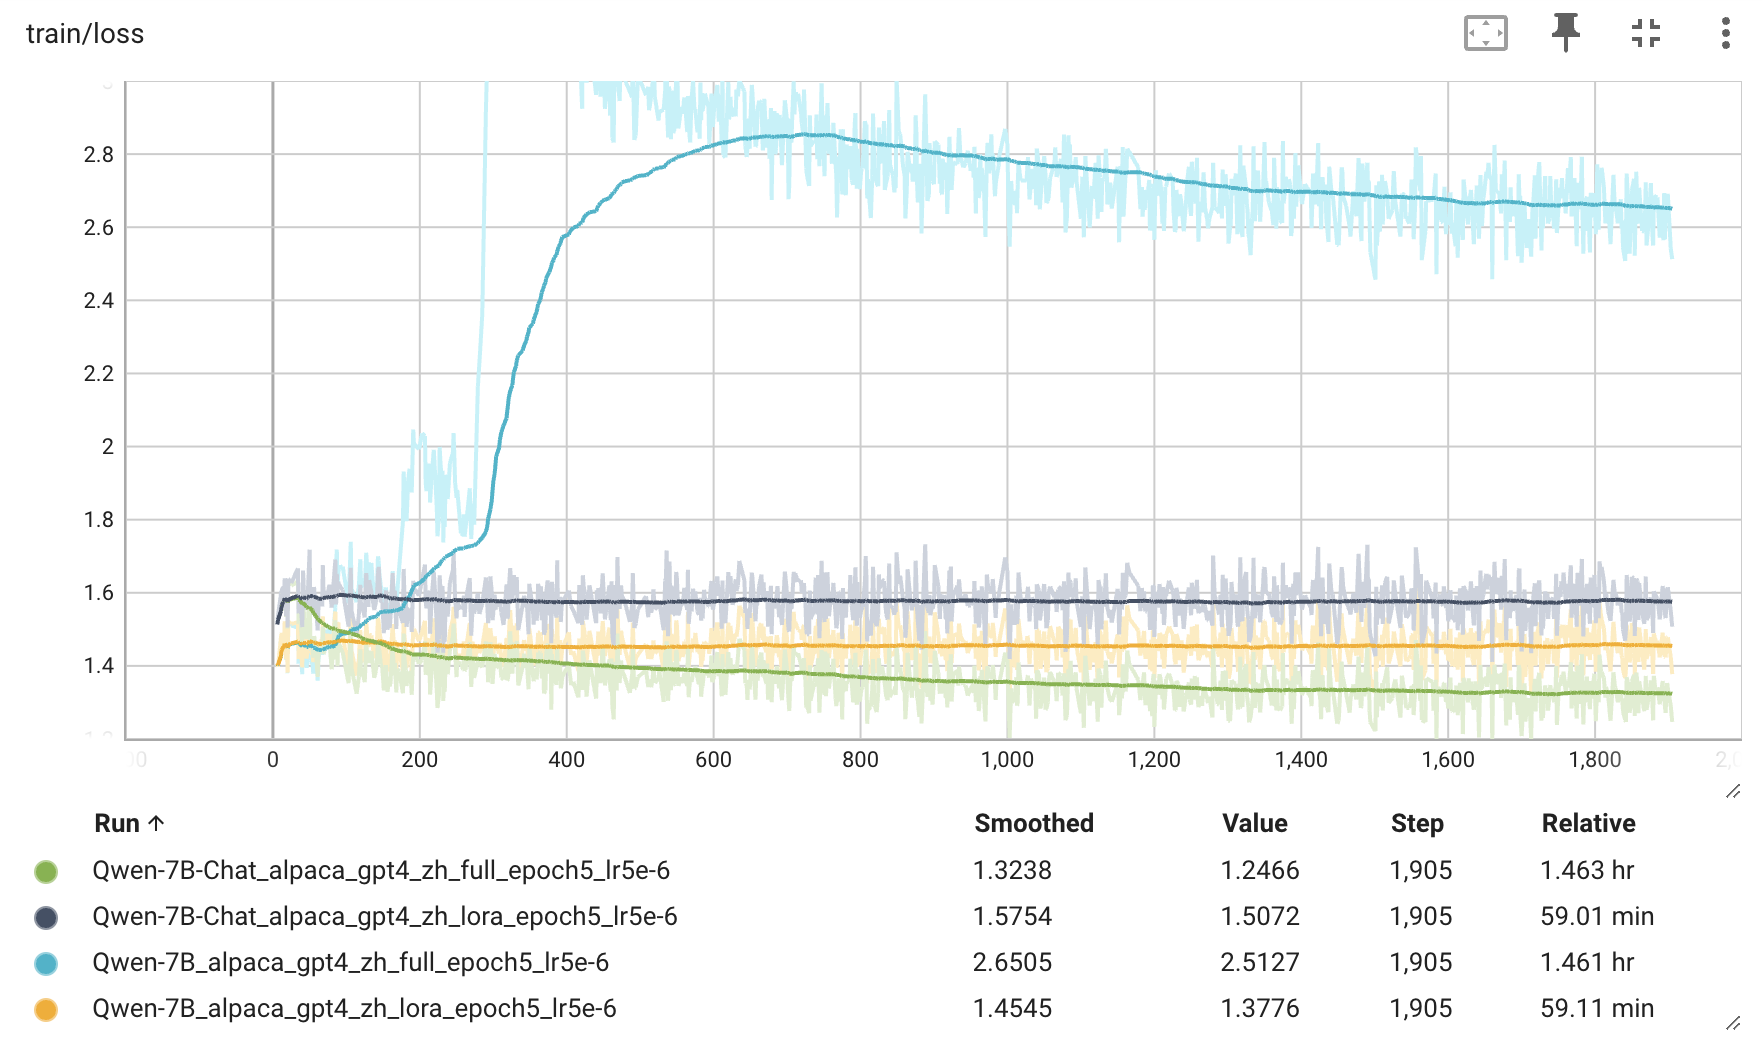 train/loss
2.8
2.6
2.4
2.2
2
1.8
1.6
1.4
0 200 400 600 800 1,000 1,200 1,400 1,600 1,800
Run ↑ Smoothed Value Step Relative
Qwen-7B-Chat_alpaca_gpt4_zh_full_epoch5_lr5e-6 1.3238 1.2466 1,905 1.463 hr
Qwen-7B-Chat_alpaca_gpt4_zh_lora_epoch5_lr5e-6 1.5754 1.5072 1,905 59.01 min
Qwen-7B_alpaca_gpt4_zh_full_epoch5_lr5e-6 2.6505 2.5127 1,905 1.461 hr
Qwen-7B_alpaca_gpt4_zh_lora_epoch5_lr5e-6 1.4545 1.3776 1,905 59.11 min